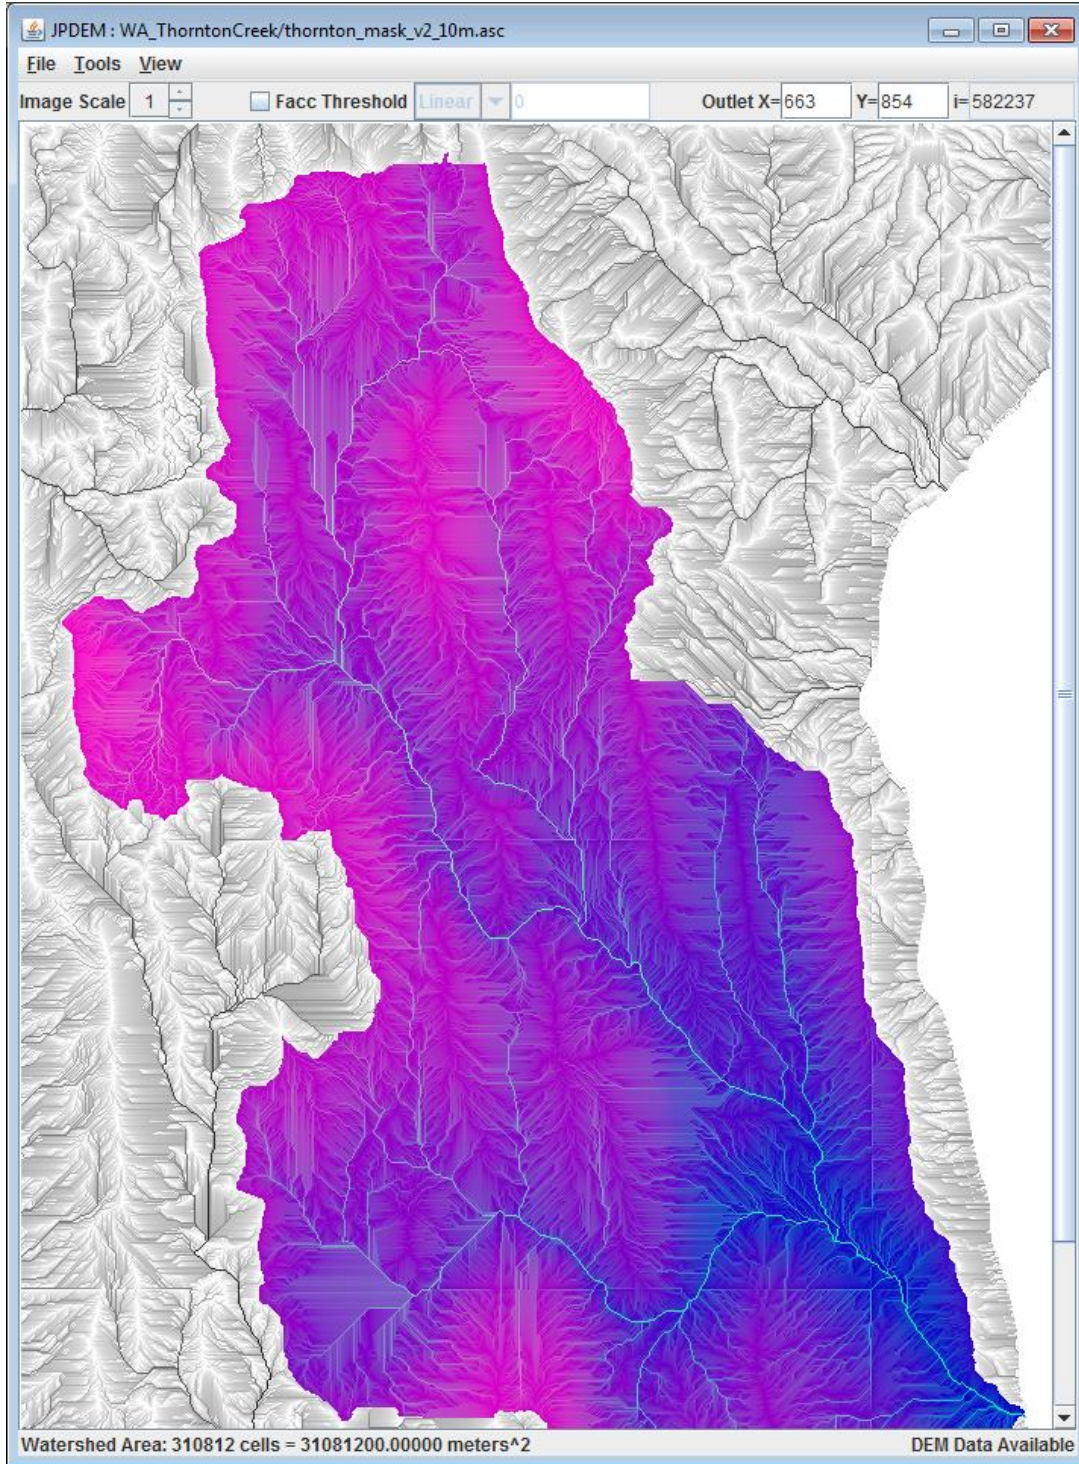 JPDEM : WA_ThorntonCreek/thornton_mask_v2_10m.asc
File Tools View
Image Scale 1 Facc Threshold Linear 0 Outlet X= 663 Y= 854 i= 582237
Watershed Area: 310812 cells = 31081200.00000 meters^2 DEM Data Available